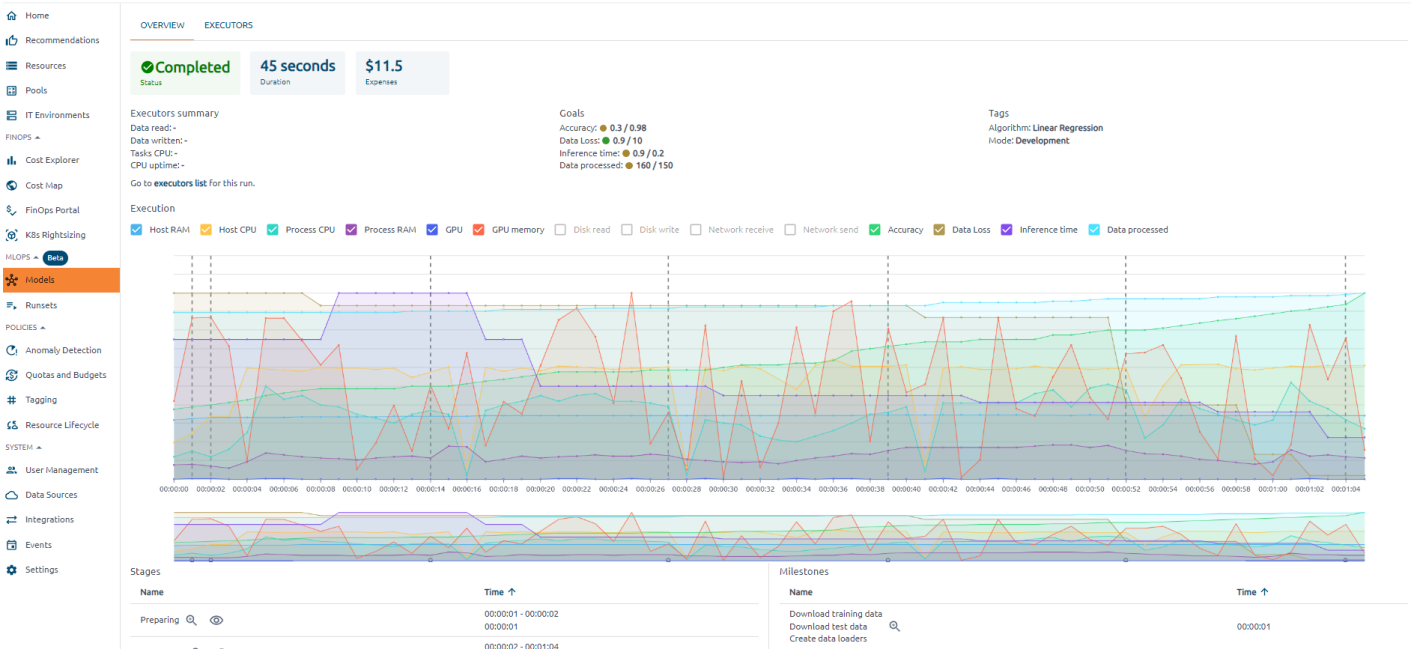 Home
Recommendations
Resources
Pools
IT Environments
FINOPS
Cost Explorer
Cost Map
FinOps Portal
K8s Rightsizing
MLOPS Beta
Models
Runsets
POLICIES
Anomaly Detection
Quotas and Budgets
Tagging
Resource Lifecycle
SYSTEM
User Management
Data Sources
Integrations
Events
Settings
OVERVIEW EXECUTORS
Completed
Status
45 seconds
Duration
$11.5
Expenses
Executors summary
Data read: -
Data written: -
Tasks CPU: -
CPU uptime: -
Go to executors list for this run.
Goals
Accuracy: 0.3 / 0.98
Data Loss: 0.9 / 10
Inference time: 0.9 / 0.2
Data processed: 160 / 150
Tags
Algorithm: Linear Regression
Mode: Development
Execution
Host RAM Host CPU Process CPU Process RAM GPU GPU memory Disk read Disk write Network receive Network send Accuracy Data Loss Inference time Data processed
00:00:00 00:00:02 00:00:04 00:00:06 00:00:08 00:00:10 00:00:12 00:00:14 00:00:16 00:00:18 00:00:20 00:00:22 00:00:24 00:00:26 00:00:28 00:00:30 00:00:32 00:00:34 00:00:36 00:00:38 00:00:40 00:00:42 00:00:44 00:00:46 00:00:48 00:00:50 00:00:52 00:00:54 00:00:56 00:00:58 00:01:00 00:01:02 00:01:04
Stages
Name Time
Preparing 00:00:01 - 00:00:02
00:00:01
00:00:02 - 00:01:04
Milestones
Name Time
Download training data
Download test data 00:00:01
Create data loaders